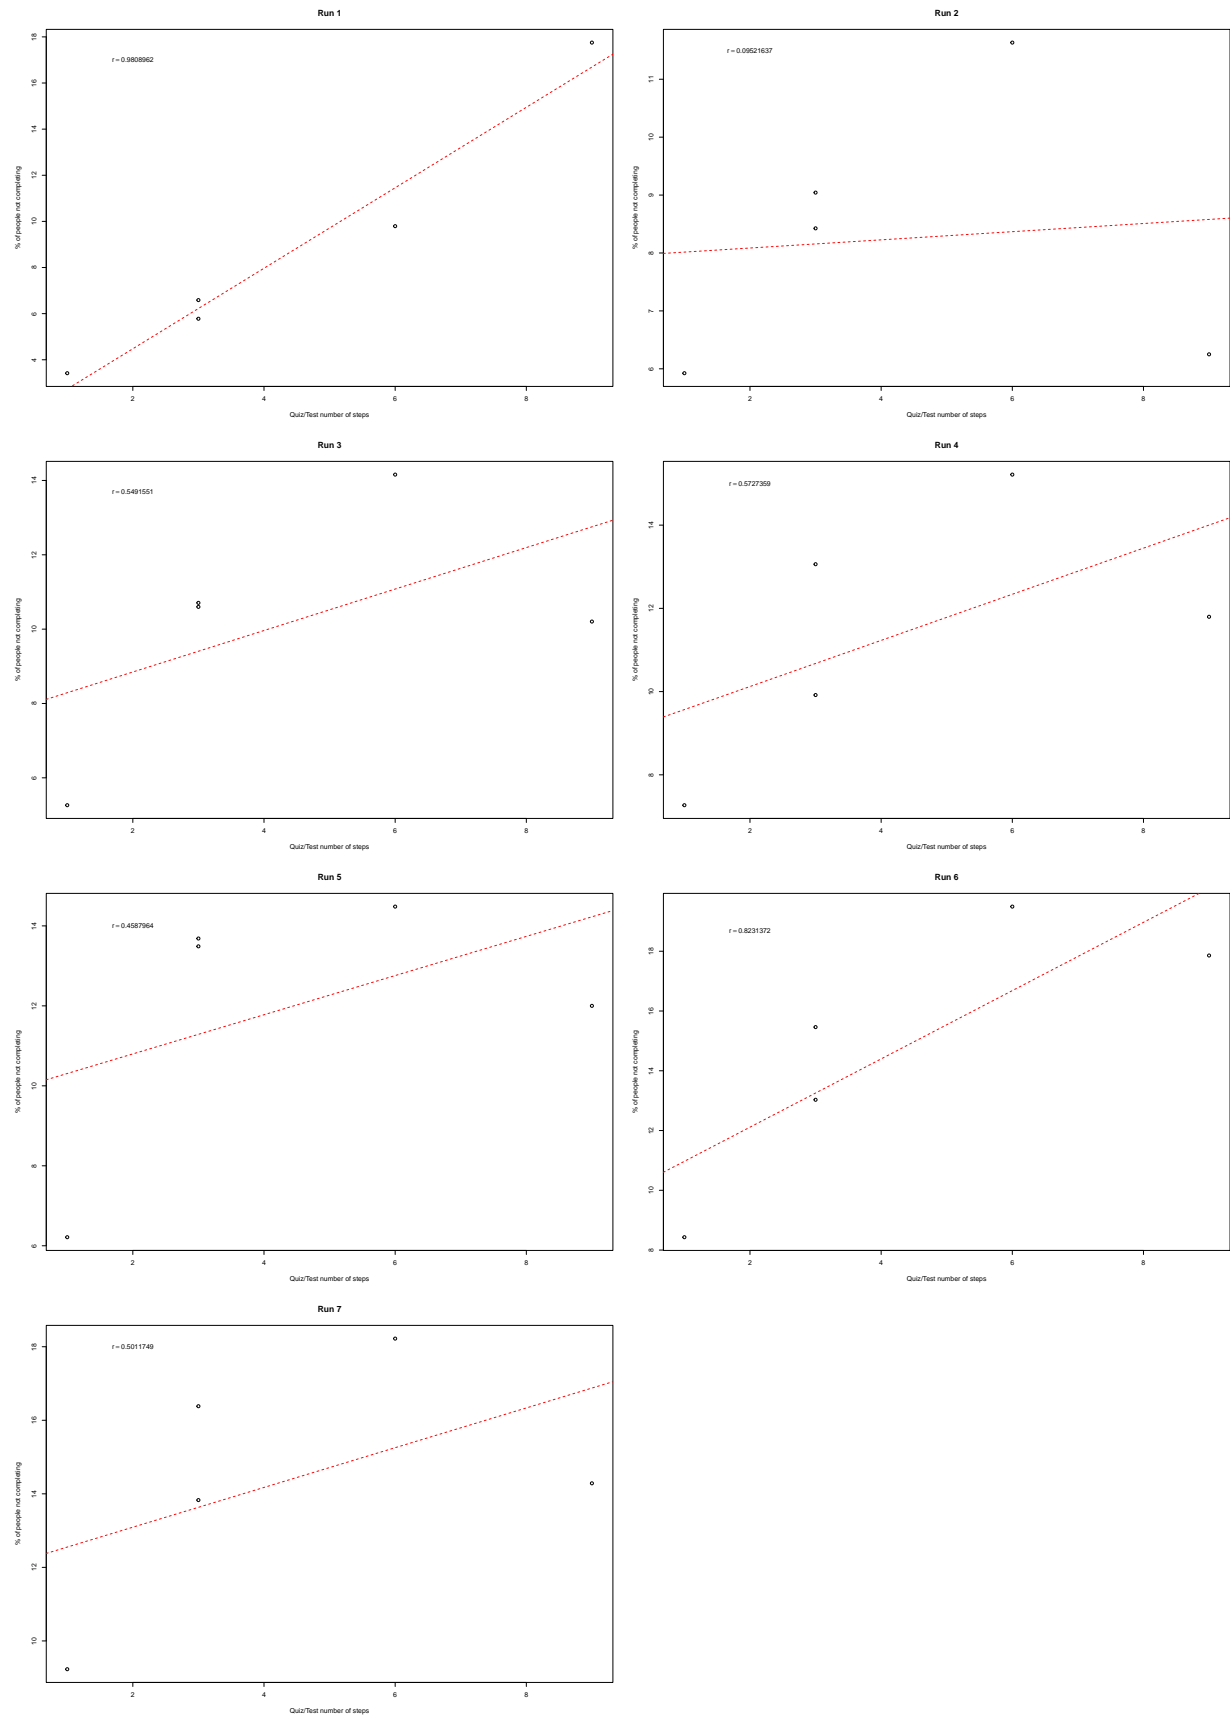 Run 1
r = 0.9808962
% of people not completing
4
6
8
10
12
14
16
18
2
4
6
8
Quiz/Test number of steps
Run 2
r = 0.09521637
% of people not completing
6
7
8
9
10
11
2
4
6
8
Quiz/Test number of steps
Run 3
r = 0.5491551
% of people not completing
6
8
10
12
14
2
4
6
8
Quiz/Test number of steps
Run 4
r = 0.5727359
% of people not completing
8
10
12
14
2
4
6
8
Quiz/Test number of steps
Run 5
r = 0.4587964
% of people not completing
6
8
10
12
14
2
4
6
8
Quiz/Test number of steps
Run 6
r = 0.8231372
% of people not completing
8
10
12
14
16
18
2
4
6
8
Quiz/Test number of steps
Run 7
r = 0.5011749
% of people not completing
10
12
14
16
18
2
4
6
8
Quiz/Test number of steps